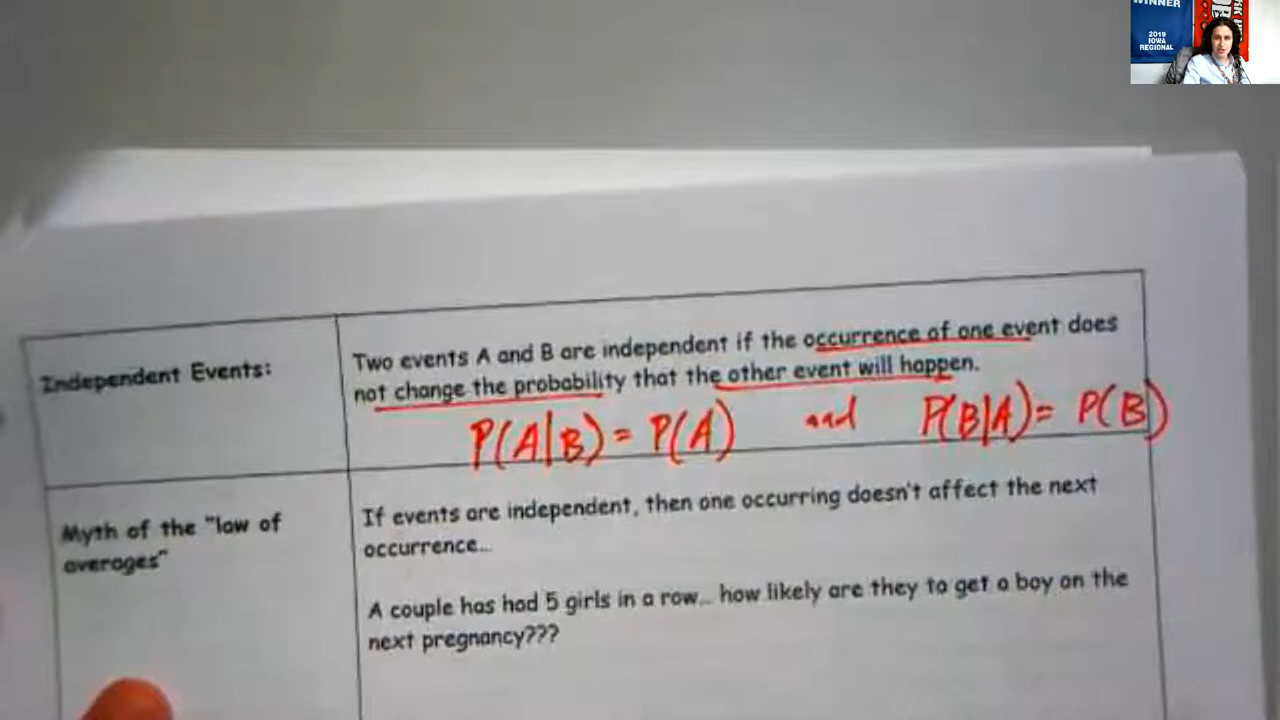 WINNER
2019
IOWA
REGIONAL
Independent Events:
Two events A and B are independent if the occurrence of one event does
not change the probability that the other event will happen.
P(A|B) = P(A) and P(B|A) = P(B)
Myth of the "law of
averages"
If events are independent, then one occurring doesn't affect the next
occurrence...
A couple has had 5 girls in a row... how likely are they to get a boy on the
next pregnancy???